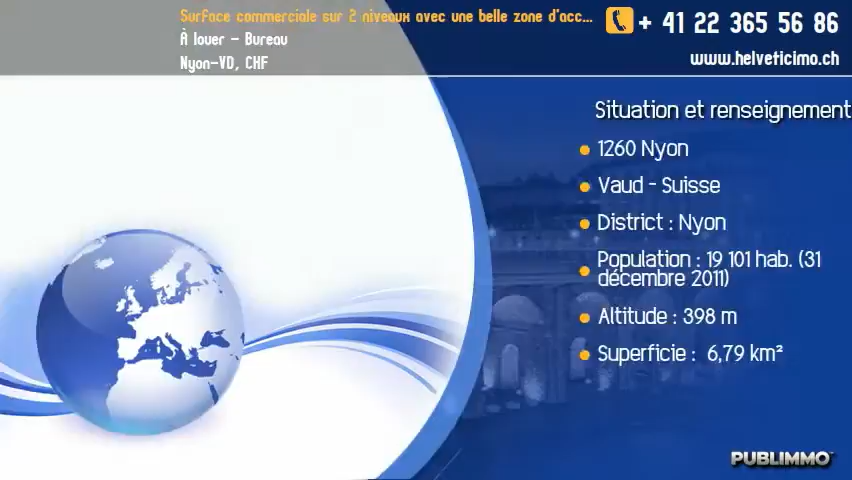 Surface commerciale sur 2 niveaux avec une belle zone d'acc...
À louer - Bureau
Nyon-VD, CHF
+ 41 22 365 56 86
www.helveticimo.ch
Situation et renseignement
1260 Nyon
Vaud - Suisse
District : Nyon
Population : 19 101 hab. (31
décembre 2011)
Altitude : 398 m
Superficie : 6,79 km²
PUBLIMMO